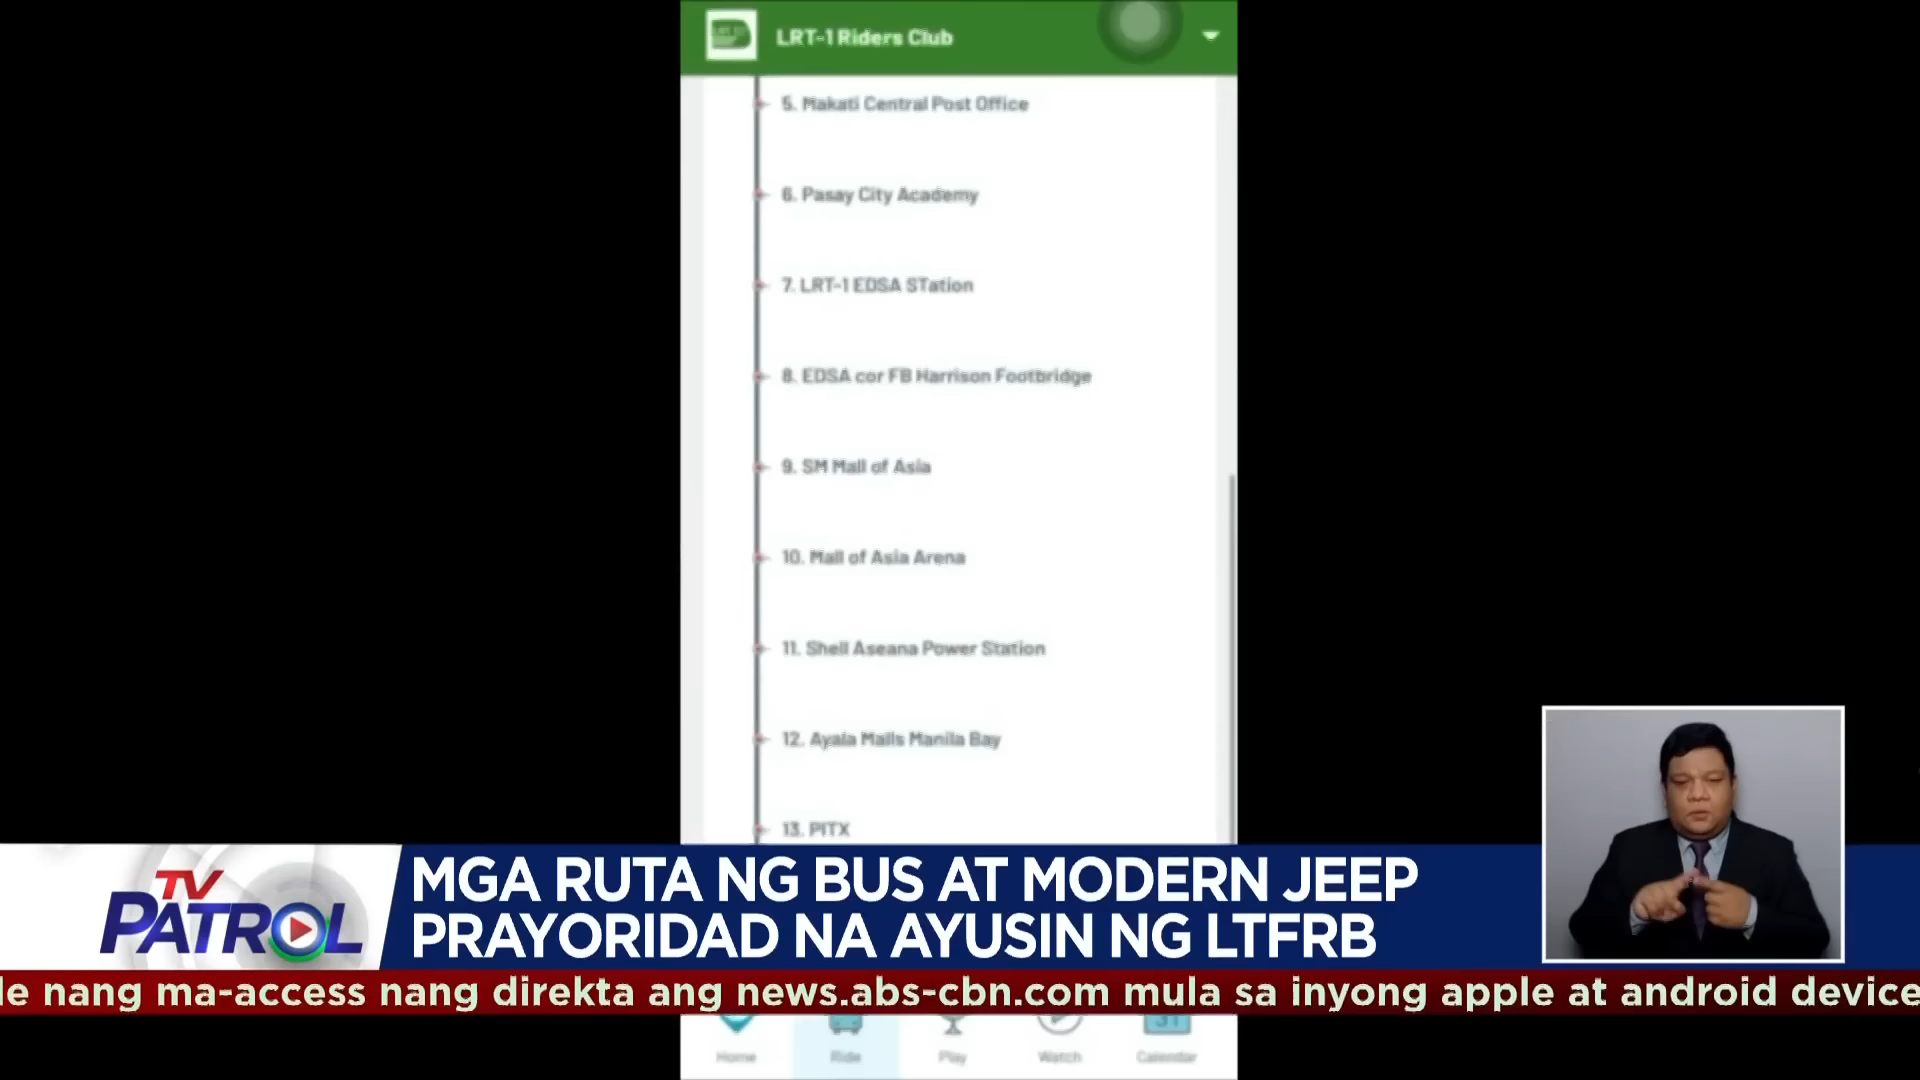 LRT-1 Riders Club
5. Makati Central Post Office
6. Pasay City Academy
7. LRT-1 EDSA STation
8. EDSA cor FB Harrison Footbridge
9. SM Mall of Asia
10. Mall of Asia Arena
11. Shell Aseana Power Station
12. Ayala Malls Manila Bay
13. PITX
TV PATROL
MGA RUTA NG BUS AT MODERN JEEP
PRAYORIDAD NA AYUSIN NG LTFRB
le nang ma-access nang direkta ang news.abs-cbn.com mula sa inyong apple at android device
31
Home Ride Play Watch Calendar